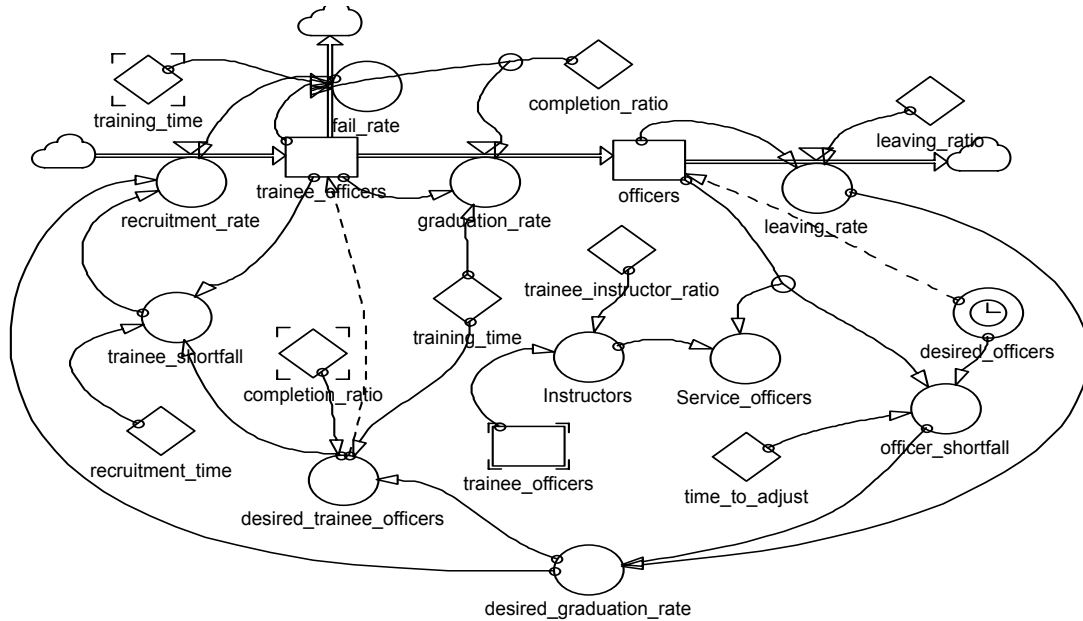 training_time
fail_rate
completion_ratio
leaving_ratio
trainee_officers
officers
recruitment_rate
graduation_rate
leaving_rate
trainee_instructor_ratio
training_time
trainee_shortfall
desired_officers
completion_ratio
Instructors
Service_officers
officer_shortfall
recruitment_time
trainee_officers
time_to_adjust
desired_trainee_officers
desired_graduation_rate